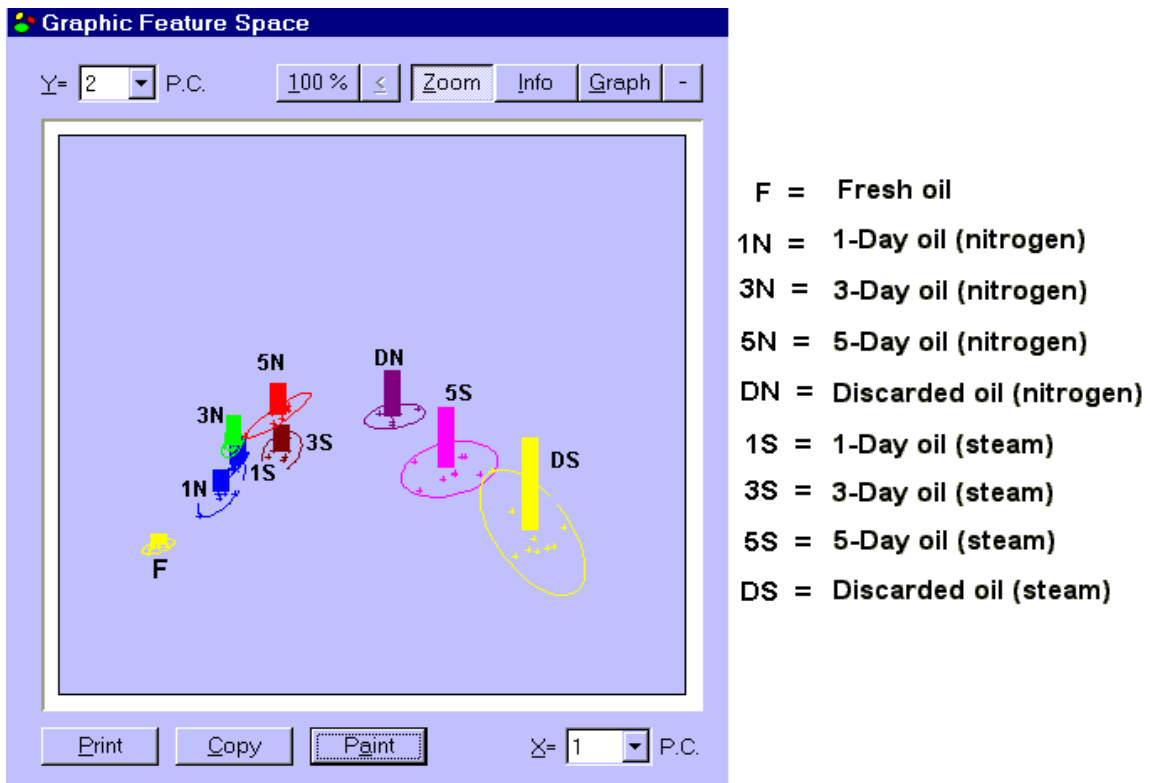 Graphic Feature Space
Y= 2 P.C. 100 % < Zoom Info Graph -
5N
DN
5S
3N
3S
DS
1S
1N
F
F = Fresh oil
1N = 1-Day oil (nitrogen)
3N = 3-Day oil (nitrogen)
5N = 5-Day oil (nitrogen)
DN = Discarded oil (nitrogen)
1S = 1-Day oil (steam)
3S = 3-Day oil (steam)
5S = 5-Day oil (steam)
DS = Discarded oil (steam)
Print Copy Paint X= 1 P.C.